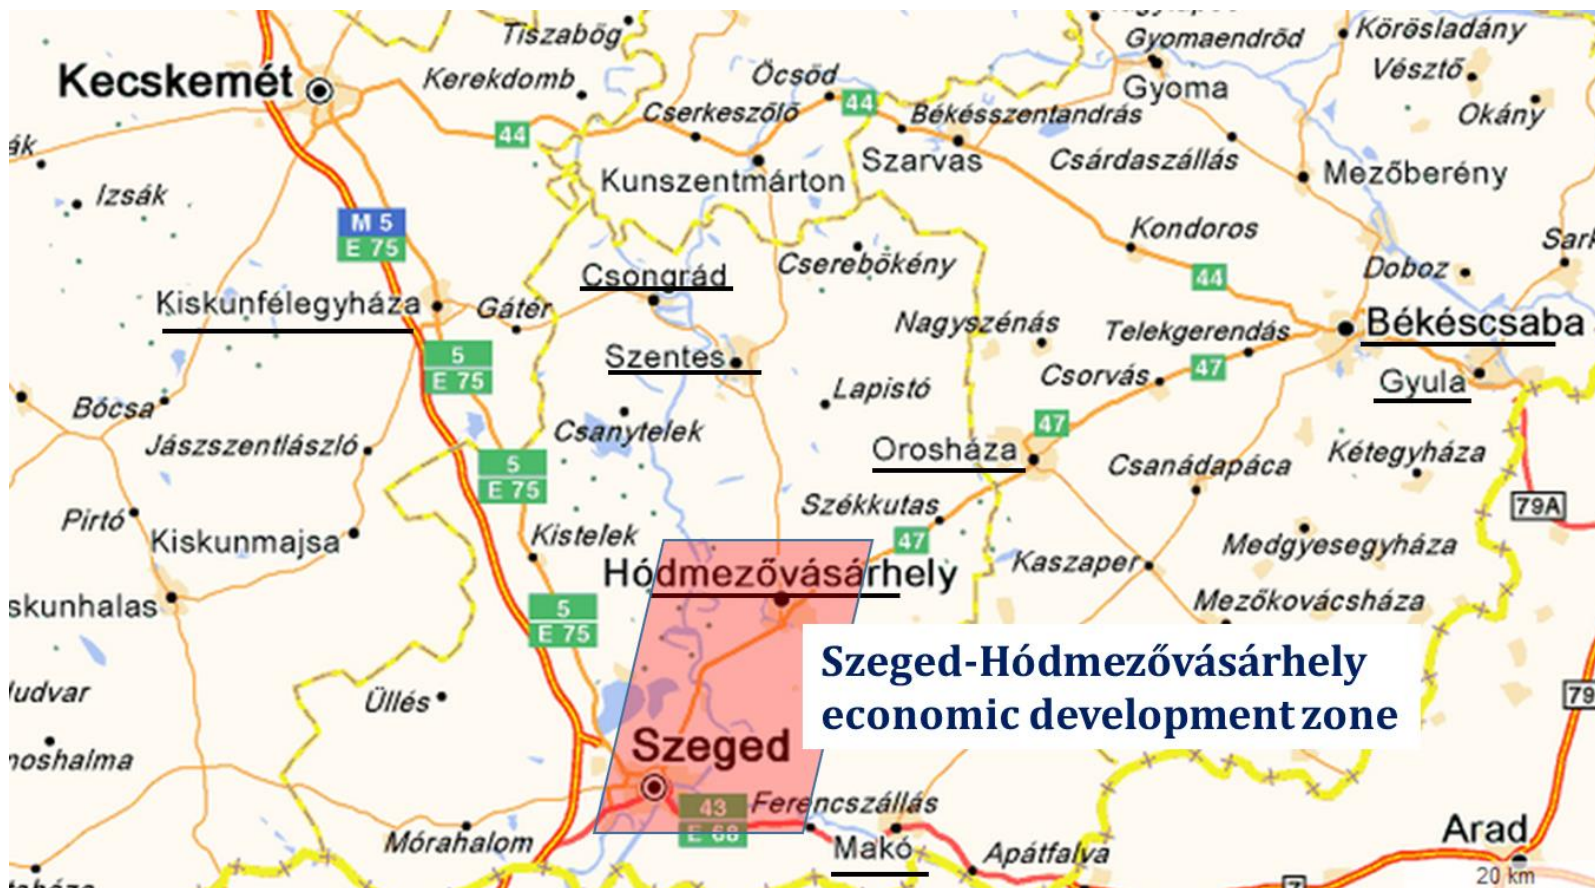 Tiszabög
Gyomaendrőd
Körösladány
Kecskemét
Kerekdomb
Öcsöd
Vésztő
44
Gyoma
Cserkeszőlő
Békésszentandrás
Okány
44
Szarvas
Csárdaszállás
Kunszentmárton
Mezőberény
Izsák
M 5
E 75
Kondoros
Csongrád
Cserebökény
44
Doboz
Kiskunfélegyháza
Gátér
Nagyszénás
Telekgerendás
Békéscsaba
5
E 75
Szentes
Csorvás
47
Gyula
Bócsa
Lapistó
47
Jászszentlászló
Csanytelek
Orosháza
Csanádapáca
Kétegyháza
5
E 75
Pirtó
Székkutas
79A
Kiskunmajsa
Kistelek
47
Medgyesegyháza
Hódmezővásárhely
Kaszaper
skunhalas
5
E 75
Mezőkovácsháza
Szeged-Hódmezővásárhely
economic development zone
Üllés
79
Szeged
43
E 68
Ferencszállás
Mórahalom
Makó
Apátfalva
Arad
20 km